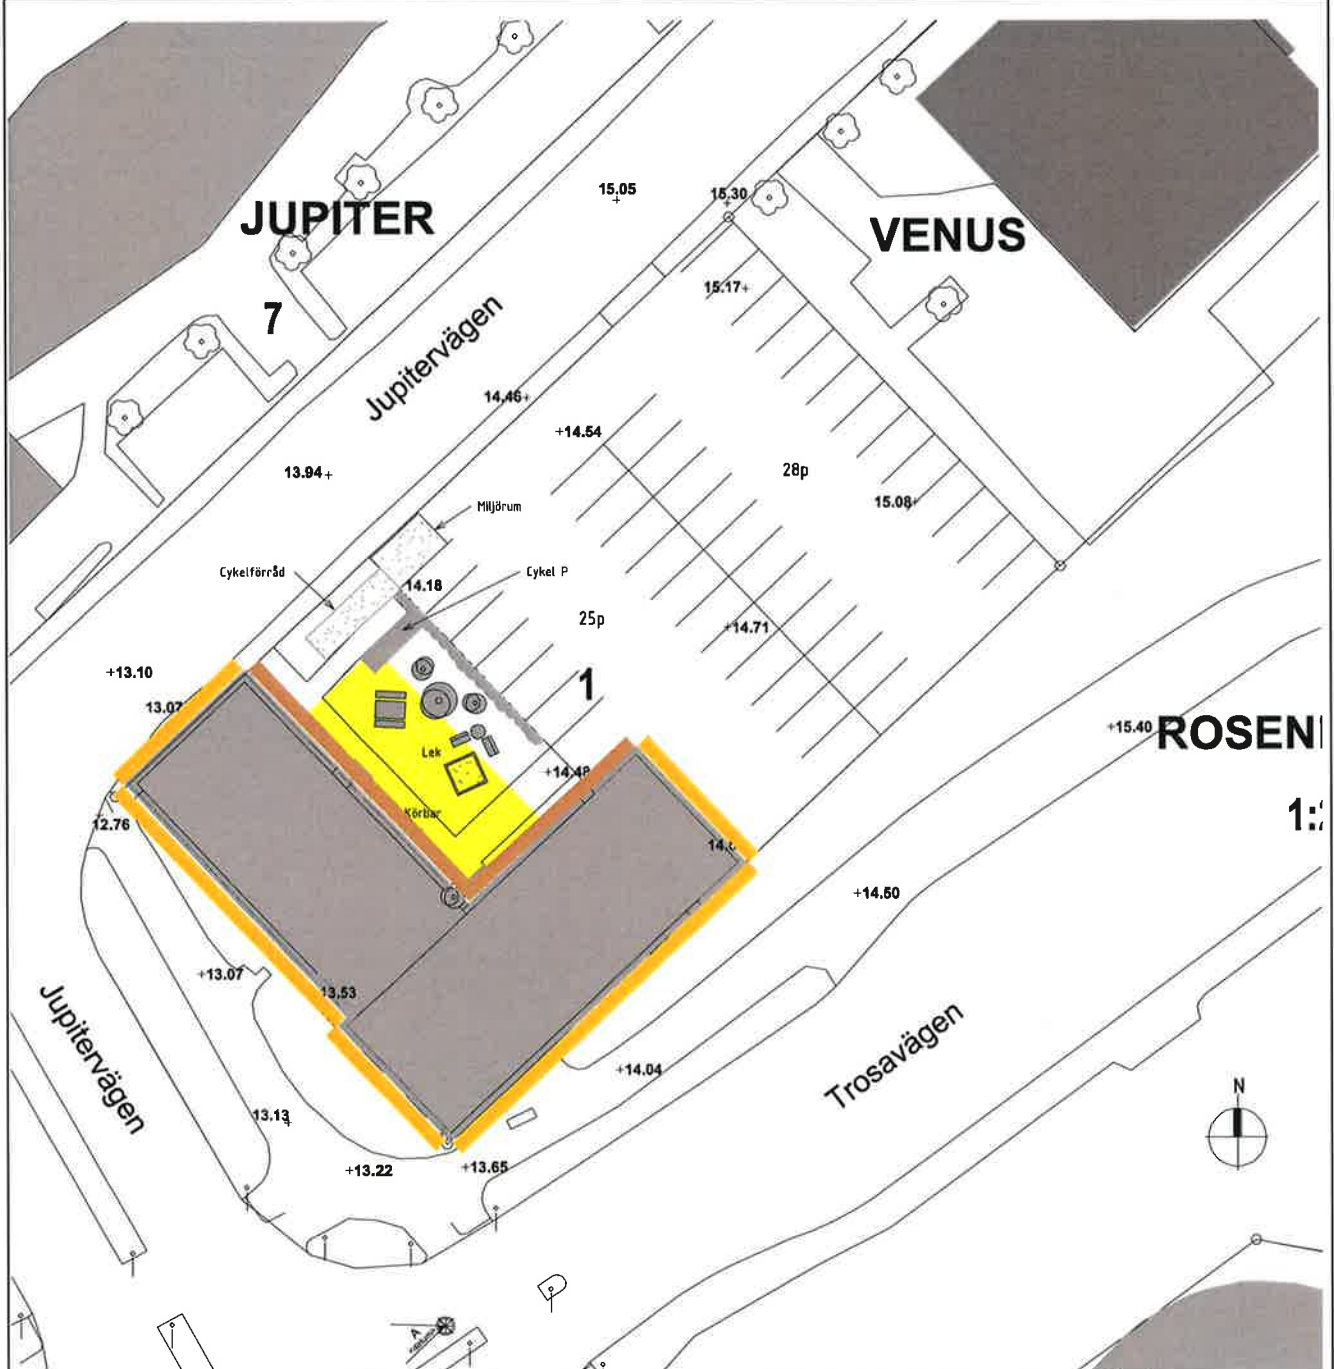 15.05
15.30
JUPITER
VENUS
15.17+
7
Jupitervägen
14.46+
+14.54
28p
13.94+
15.08+
Miljörum
Cykelförråd
Cykel P
14.18
25p
+14.71
+13.10
1
13.07
+15.40
ROSEN
Lek
+14.48
Körbar
1:2
12.76
+14.50
+13.07
13.53
Jupitervägen
Trosavägen
+14.04
N
13.13
+13.22
+13.65
A